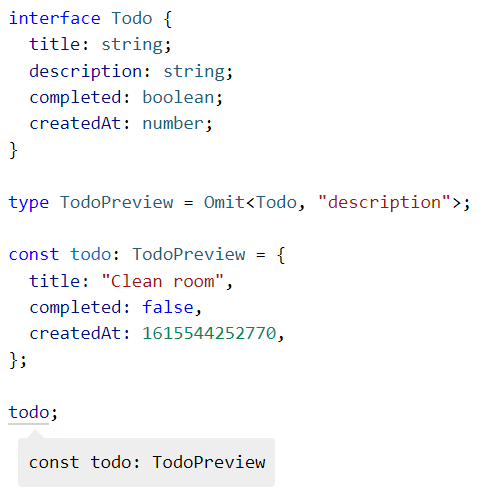 interface Todo {
  title: string;
  description: string;
  completed: boolean;
  createdAt: number;
}
type TodoPreview = Omit<Todo, "description">;
const todo: TodoPreview = {
  title: "Clean room",
  completed: false,
  createdAt: 1615544252770,
};
todo;
const todo: TodoPreview